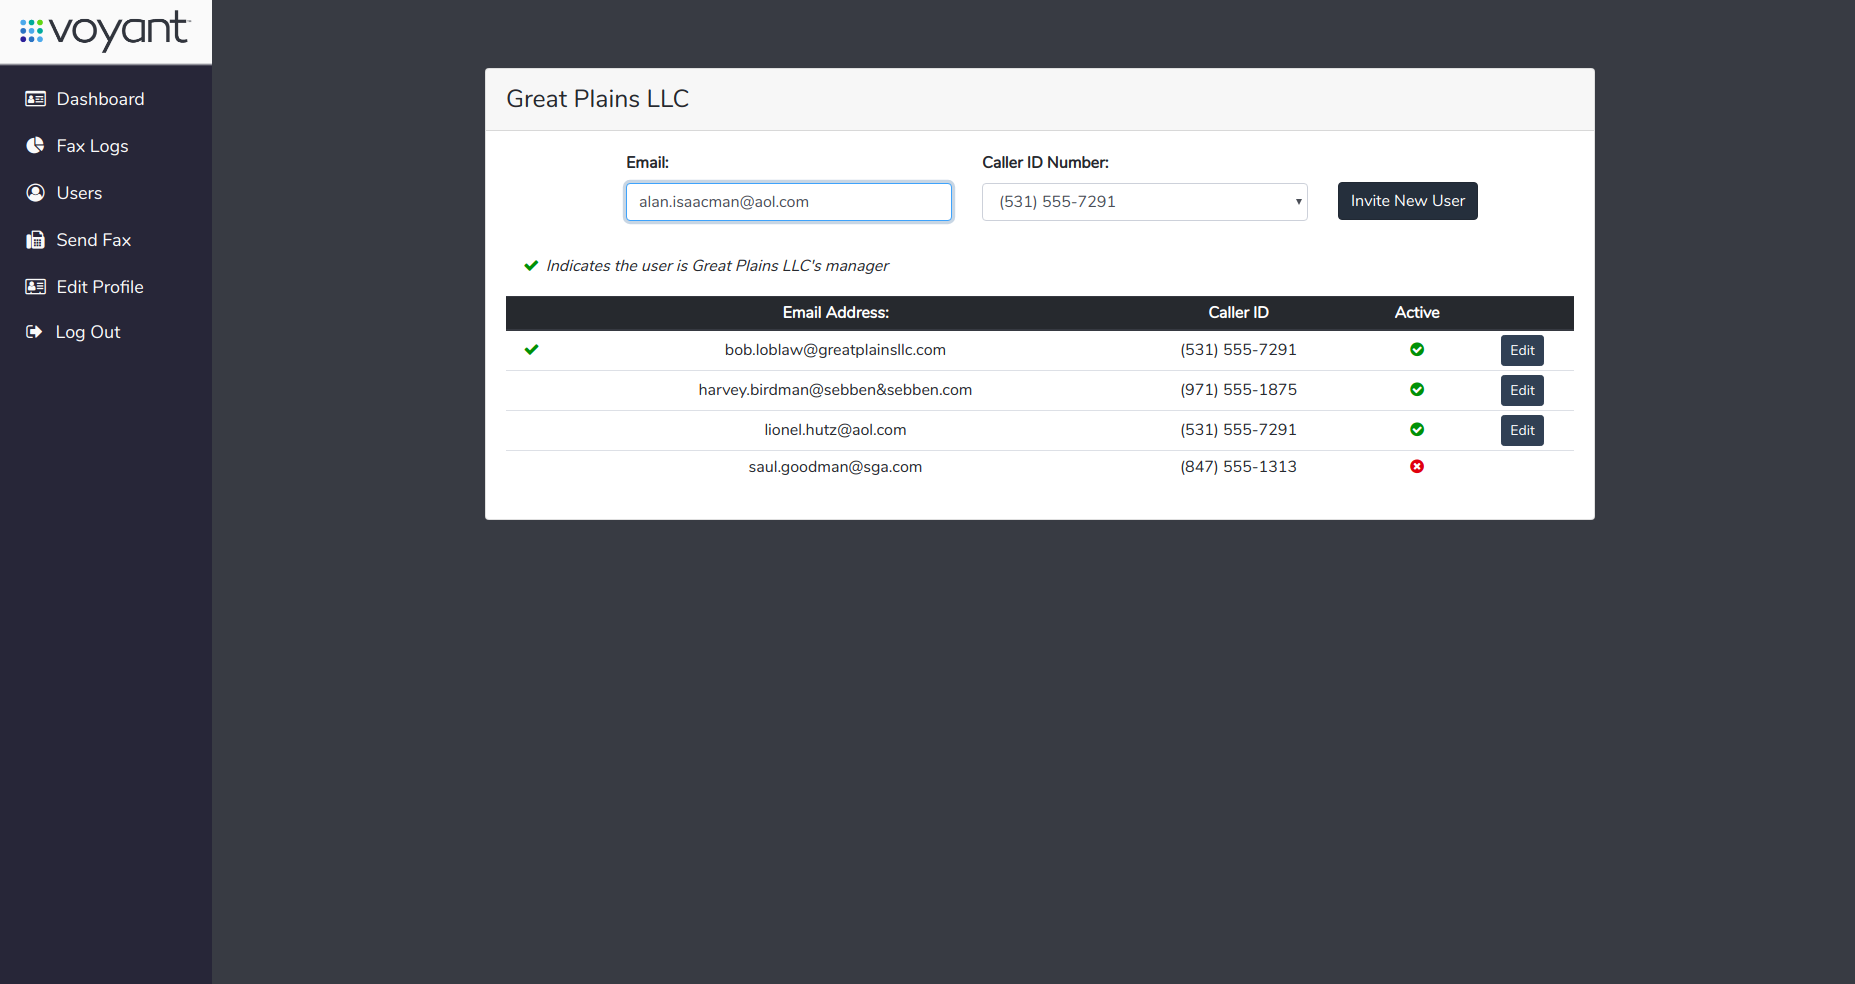 voyant
Dashboard
Fax Logs
Users
Send Fax
Edit Profile
Log Out
Great Plains LLC
Email: Caller ID Number:
alan.isaacman@aol.com (531) 555-7291 Invite New User
Indicates the user is Great Plains LLC's manager
Email Address: Caller ID Active
bob.loblaw@greatplainsllc.com (531) 555-7291 Edit
harvey.birdman@sebben&sebben.com (971) 555-1875 Edit
lionel.hutz@aol.com (531) 555-7291 Edit
saul.goodman@sga.com (847) 555-1313